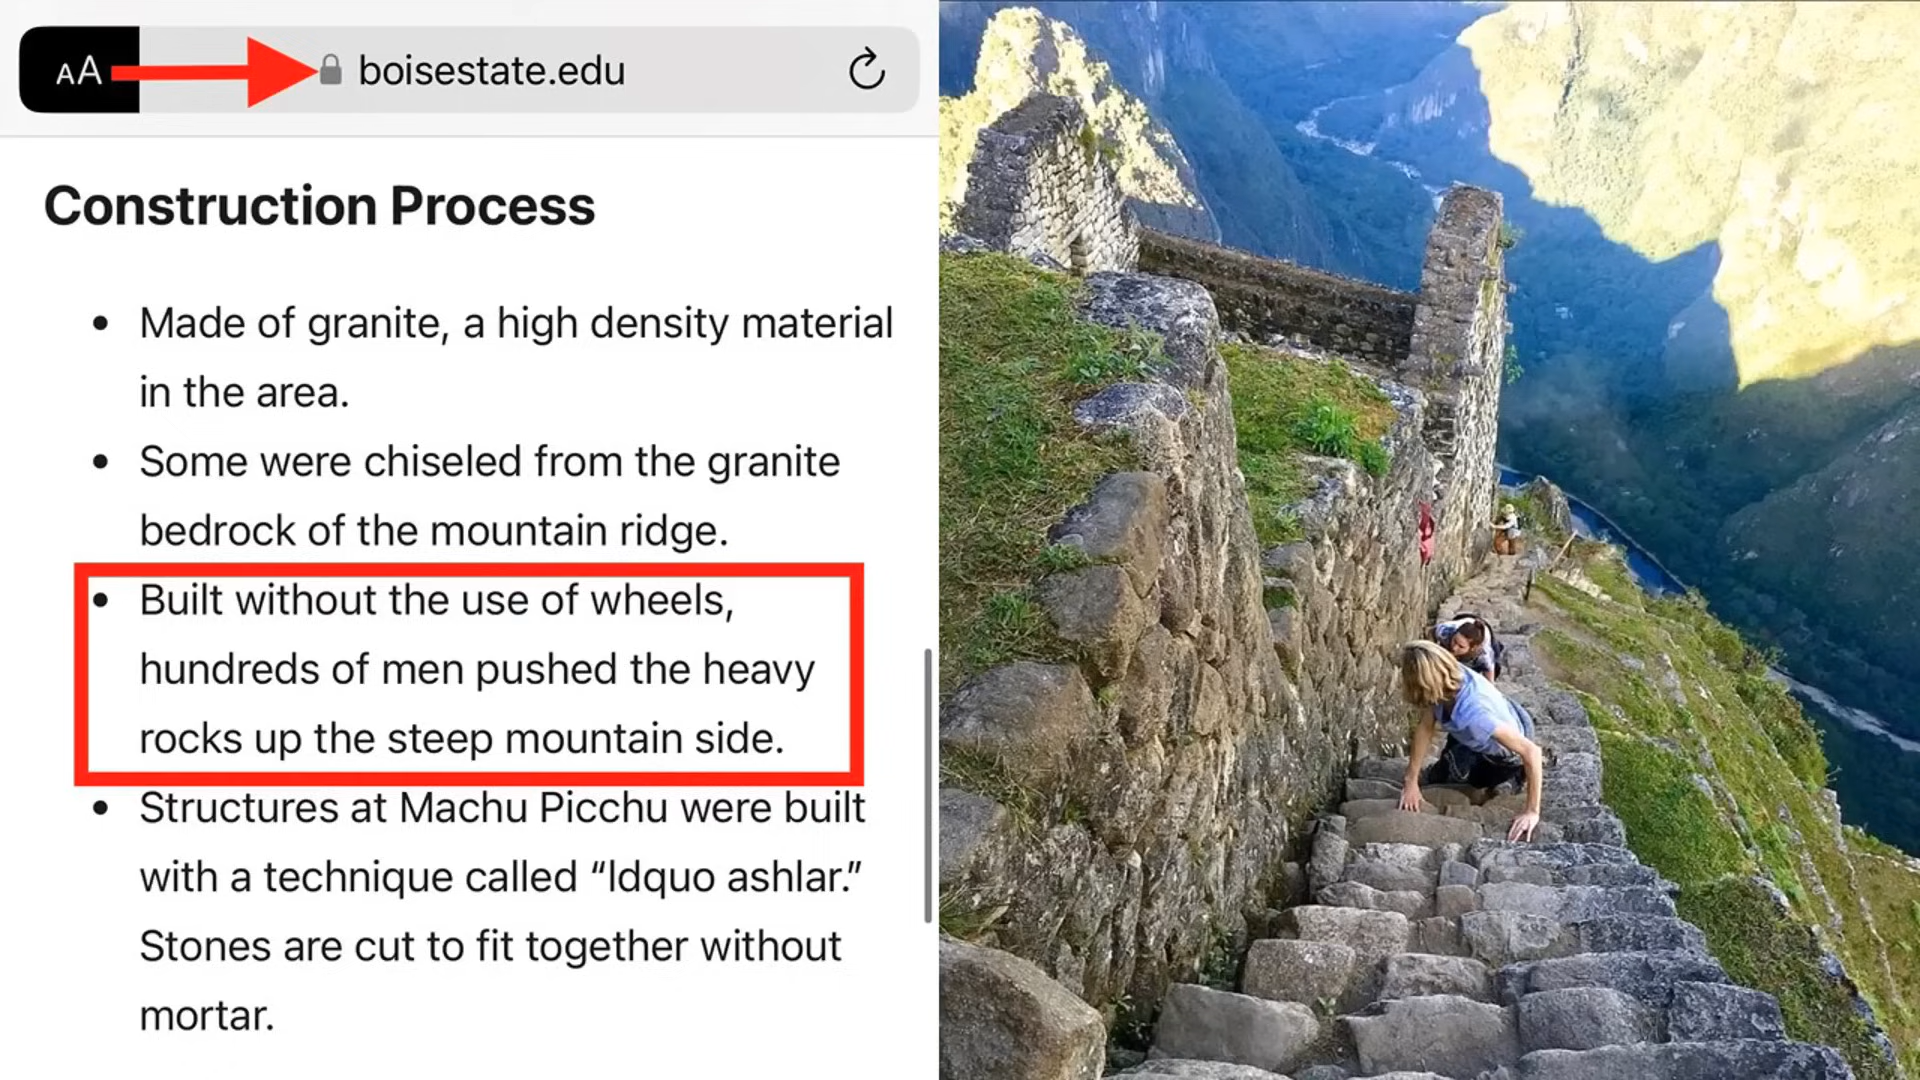 AA boisestate.edu
Construction Process
• Made of granite, a high density material
in the area.
• Some were chiseled from the granite
bedrock of the mountain ridge.
• Built without the use of wheels,
hundreds of men pushed the heavy
rocks up the steep mountain side.
• Structures at Machu Picchu were built
with a technique called “ldquo ashlar.”
Stones are cut to fit together without
mortar.